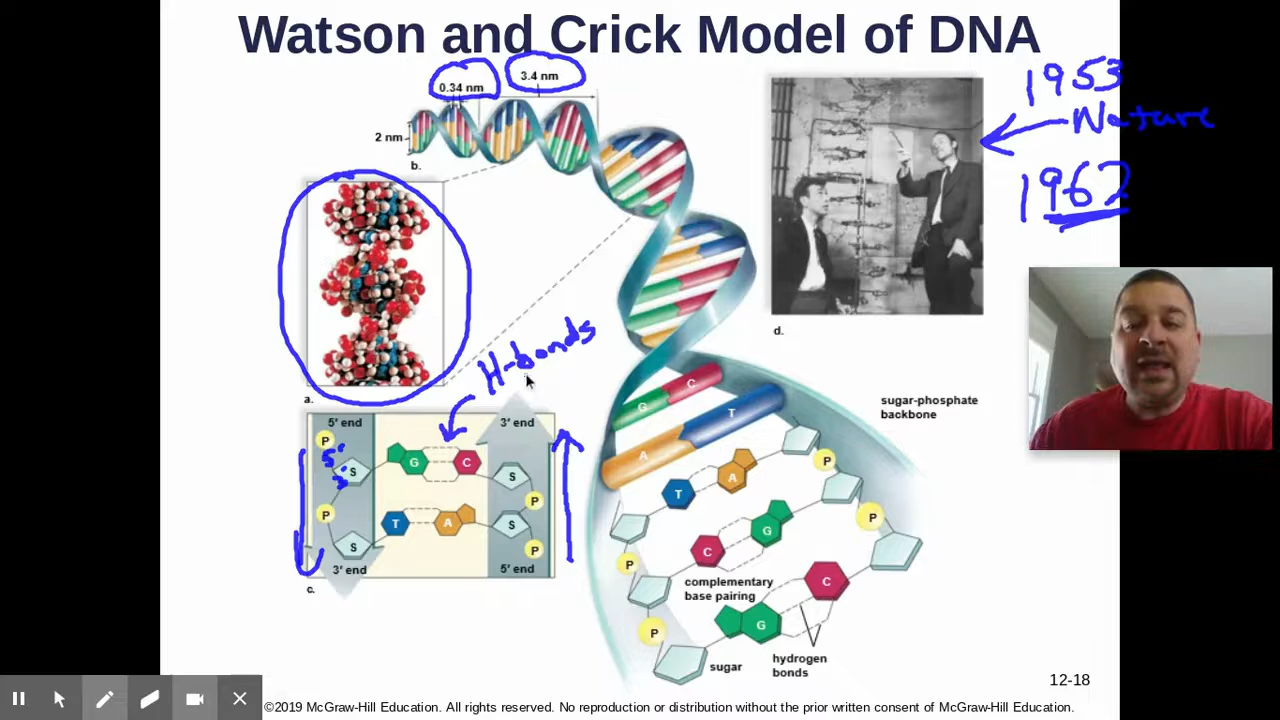 Watson and Crick Model of DNA
0.34 nm
3.4 nm
2 nm
b.
1953
Nature
1962
d.
a.
H-bonds
5′ end
3′ end
P
5'
3'
S
G
C
S
P
P
T
A
S
S
P
3′ end
5′ end
c.
C
G
T
A
sugar-phosphate
backbone
P
A
T
P
G
C
P
complementary
base pairing
C
G
P
hydrogen
bonds
sugar
12-18
©2019 McGraw-Hill Education. All rights reserved. No reproduction or distribution without the prior written consent of McGraw-Hill Education.